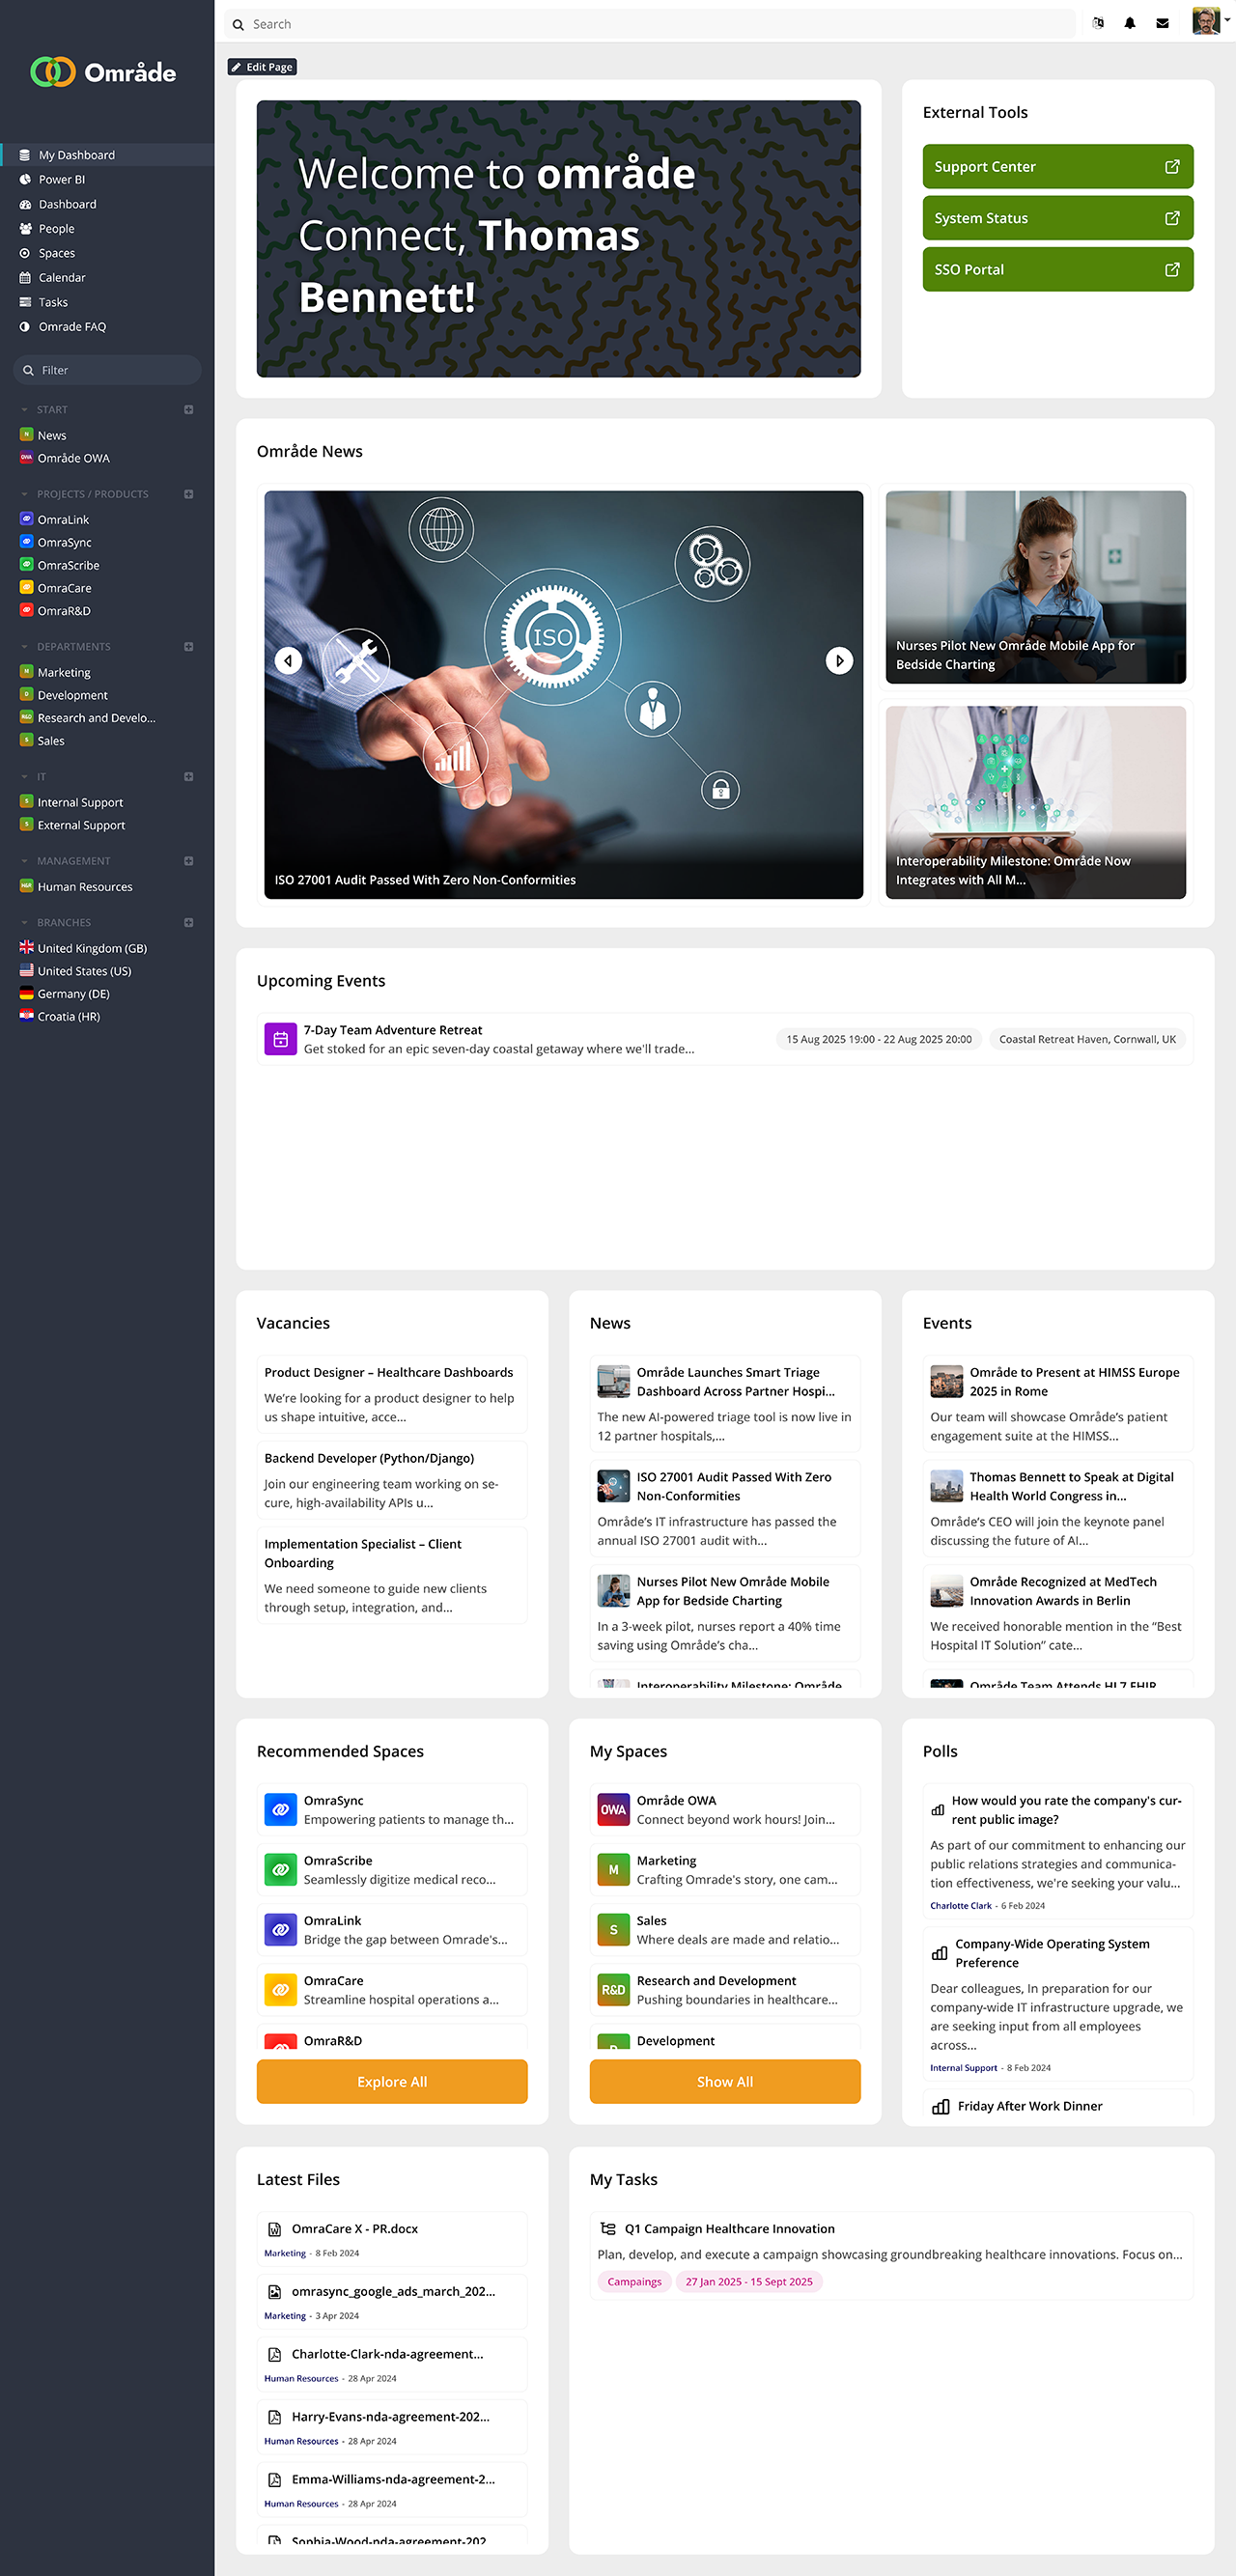 Search
Område
Edit Page
My Dashboard
Power BI
Dashboard
People
Spaces
Calendar
Tasks
Omrade FAQ
Filter
START
News
OWA Område OWA
PROJECTS / PRODUCTS
OmraLink
OmraSync
OmraScribe
OmraCare
OmraR&D
DEPARTMENTS
Marketing
Development
Research and Develo...
Sales
IT
Internal Support
External Support
MANAGEMENT
Human Resources
BRANCHES
United Kingdom (GB)
United States (US)
Germany (DE)
Croatia (HR)
Welcome to område
Connect, Thomas
Bennett!
External Tools
Support Center
System Status
SSO Portal
Område News
ISO
ISO 27001 Audit Passed With Zero Non-Conformities
Nurses Pilot New Område Mobile App for
Bedside Charting
Interoperability Milestone: Område Now
Integrates with All M...
Upcoming Events
7-Day Team Adventure Retreat
Get stoked for an epic seven-day coastal getaway where we'll trade...
15 Aug 2025 19:00 - 22 Aug 2025 20:00
Coastal Retreat Haven, Cornwall, UK
Vacancies
Product Designer – Healthcare Dashboards
We're looking for a product designer to help
us shape intuitive, acce...
Backend Developer (Python/Django)
Join our engineering team working on se-
cure, high-availability APIs u...
Implementation Specialist – Client
Onboarding
We need someone to guide new clients
through setup, integration, and...
News
Område Launches Smart Triage
Dashboard Across Partner Hospi...
The new AI-powered triage tool is now live in
12 partner hospitals,...
ISO 27001 Audit Passed With Zero
Non-Conformities
Område's IT infrastructure has passed the
annual ISO 27001 audit with...
Nurses Pilot New Område Mobile
App for Bedside Charting
In a 3-week pilot, nurses report a 40% time
saving using Område's cha...
Interoperability Milestone: Område
Events
Område to Present at HIMSS Europe
2025 in Rome
Our team will showcase Område's patient
engagement suite at the HIMSS...
Thomas Bennett to Speak at Digital
Health World Congress in...
Område's CEO will join the keynote panel
discussing the future of AI...
Område Recognized at MedTech
Innovation Awards in Berlin
We received honorable mention in the “Best
Hospital IT Solution” cate...
Område Team Attends HL7 FHIR
Recommended Spaces
OmraSync
Empowering patients to manage th...
OmraScribe
Seamlessly digitize medical reco...
OmraLink
Bridge the gap between Omrade's...
OmraCare
Streamline hospital operations a...
OmraR&D
Explore All
My Spaces
OWA
Område OWA
Connect beyond work hours! Join...
M
Marketing
Crafting Omrade's story, one cam...
S
Sales
Where deals are made and relatio...
R&D
Research and Development
Pushing boundaries in healthcare...
Development
Show All
Polls
How would you rate the company's cur-
rent public image?
As part of our commitment to enhancing our
public relations strategies and communica-
tion effectiveness, we're seeking your valu...
Charlotte Clark - 6 Feb 2024
Company-Wide Operating System
Preference
Dear colleagues, In preparation for our
company-wide IT infrastructure upgrade, we
are seeking input from all employees
across...
Internal Support - 8 Feb 2024
Friday After Work Dinner
Latest Files
OmraCare X - PR.docx
Marketing - 8 Feb 2024
omrasync_google_ads_march_202...
Marketing - 3 Apr 2024
Charlotte-Clark-nda-agreement...
Human Resources - 28 Apr 2024
Harry-Evans-nda-agreement-202...
Human Resources - 28 Apr 2024
Emma-Williams-nda-agreement-2...
Human Resources - 28 Apr 2024
Sophia-Wood-nda-agreement-202
My Tasks
Q1 Campaign Healthcare Innovation
Plan, develop, and execute a campaign showcasing groundbreaking healthcare innovations. Focus on...
Campaings
27 Jan 2025 - 15 Sept 2025